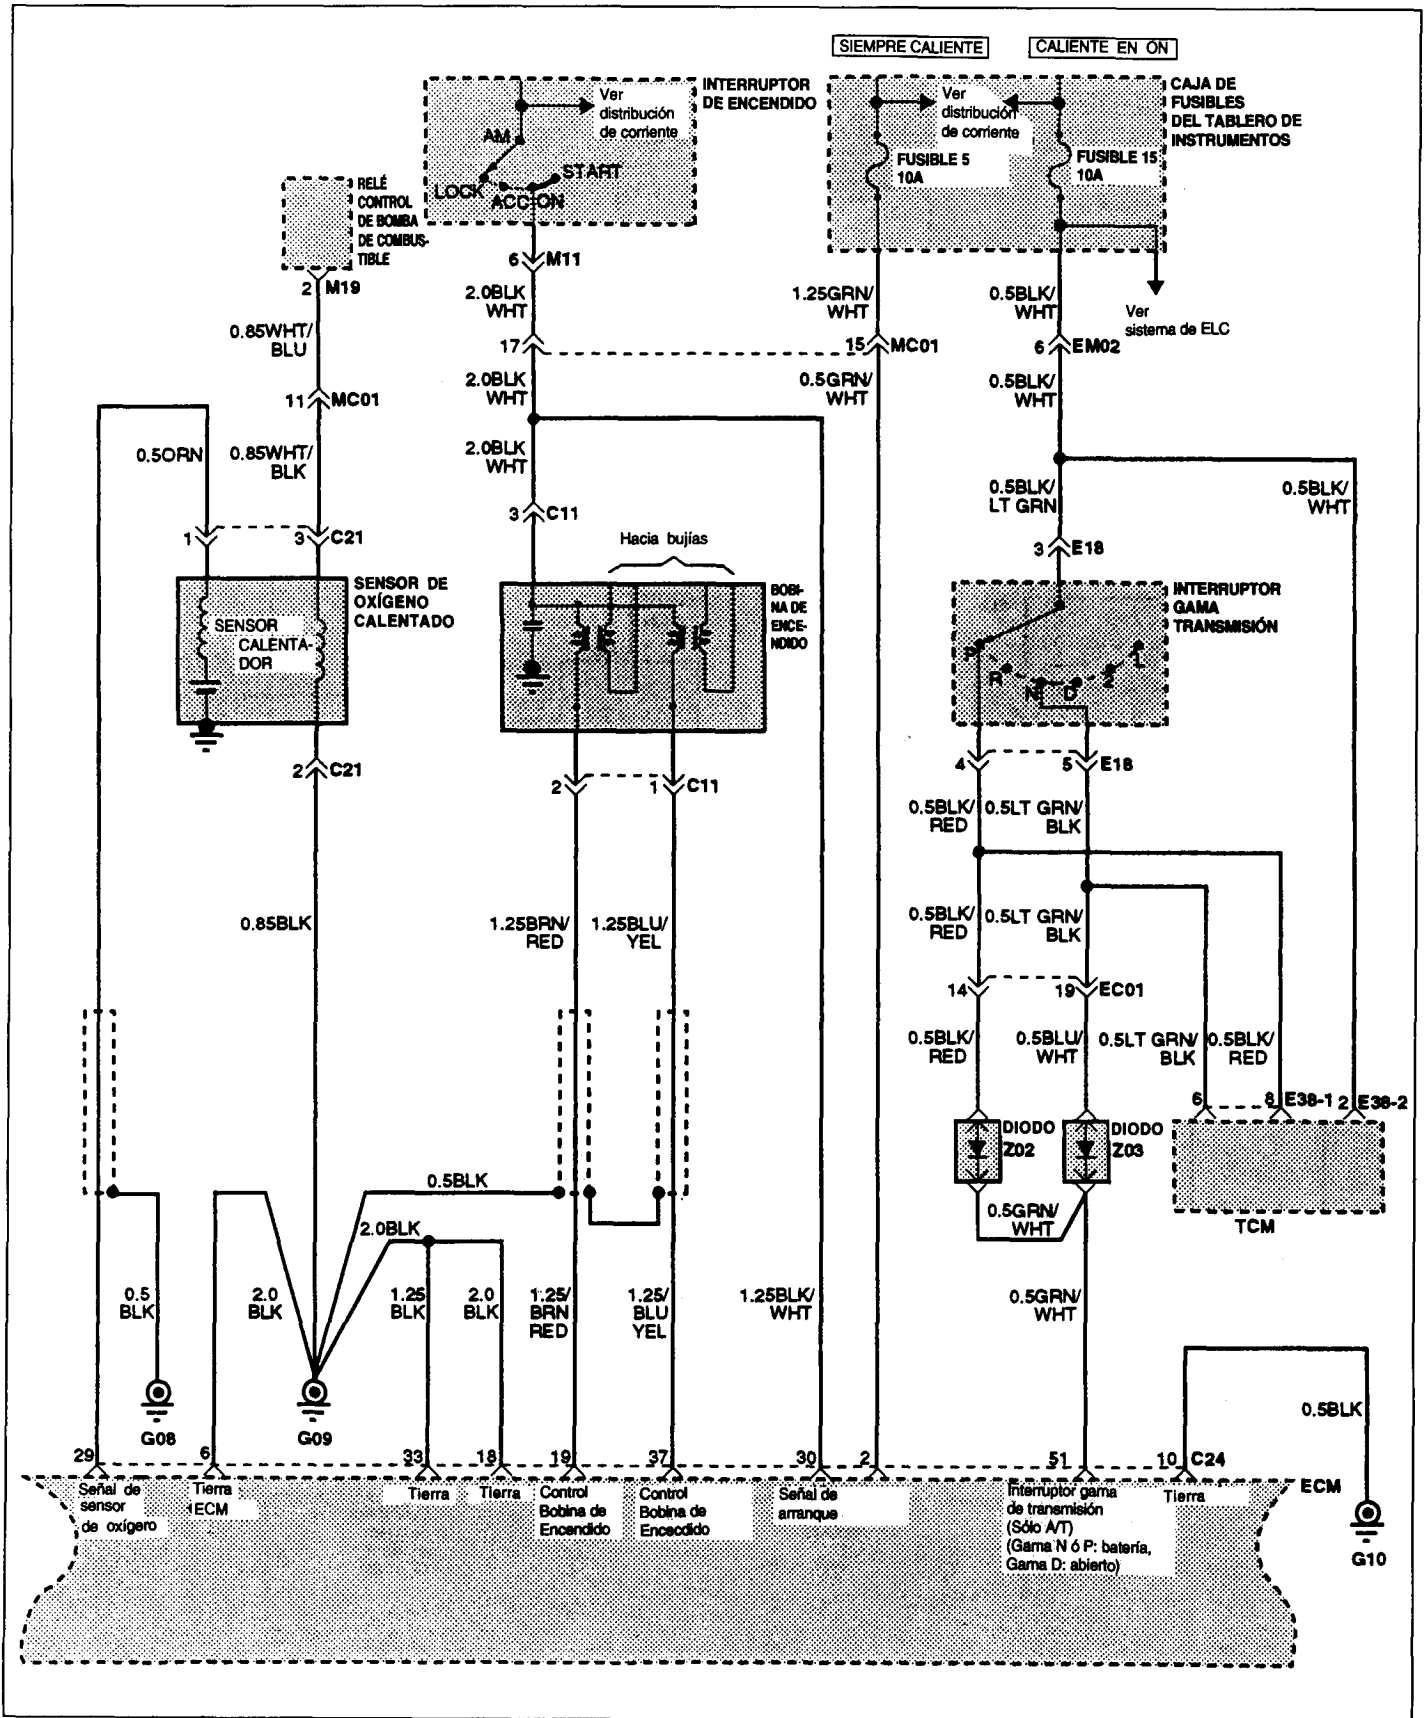 SIEMPRE CALIENTE
CALIENTE EN ON
INTERRUPTOR
DE ENCENDIDO
Ver
distribución
de corriente
AM
LOCK
ACC
ON
START
Ver
distribución
de corriente
FUSIBLE 5
10A
FUSIBLE 15
10A
CAJA DE
FUSIBLES
DEL TABLERO DE
INSTRUMENTOS
RELÉ
CONTROL
DE BOMBA
DE COMBUS-
TIBLE
2 M19
6 M11
0.85WHT/
BLU
2.0BLK
WHT
1.25GRN/
WHT
0.5BLK/
WHT
Ver
sistema de ELC
17
15 MC01
6 EM02
11 MC01
2.0BLK
WHT
0.5GRN/
WHT
0.5BLK/
WHT
0.5ORN
0.85WHT/
BLK
2.0BLK
WHT
0.5BLK/
LT GRN
0.5BLK/
WHT
1
3 C21
3 C11
3 E18
Hacia bujías
SENSOR DE
OXÍGENO
CALENTADO
SENSOR
CALENTA-
DOR
BOBI-
NA DE
ENCE-
NDIDO
INTERRUPTOR
GAMA
TRANSMISIÓN
P
R
N
D
2
L
2 C21
2
1 C11
4
5 E18
0.5BLK/
RED
0.5LT GRN/
BLK
0.85BLK
1.25BRN/
RED
1.25BLU/
YEL
0.5BLK/
RED
0.5LT GRN/
BLK
14
19 EC01
0.5BLK/
RED
0.5BLU/
WHT
0.5LT GRN/
BLK
0.5BLK/
RED
6
8 E38-1
2 E38-2
DIODO
Z02
DIODO
Z03
TCM
0.5BLK
2.0BLK
0.5GRN/
WHT
0.5
BLK
2.0
BLK
1.25
BLK
2.0
BLK
1.25/
BRN
RED
1.25/
BLU
YEL
1.25BLK/
WHT
0.5GRN/
WHT
0.5BLK
G08
G09
29
6
33
18
19
37
30
2
51
10 C24
ECM
Señal de
sensor
de oxígero
Tierra
ECM
Tierra
Tierra
Control
Bobina de
Encendido
Control
Bobina de
Encecdido
Señal de
arranque
Interruptor gama
de transmisión
(Sólo A/T)
(Gama N ó P: batería,
Gama D: abierto)
Tierra
G10